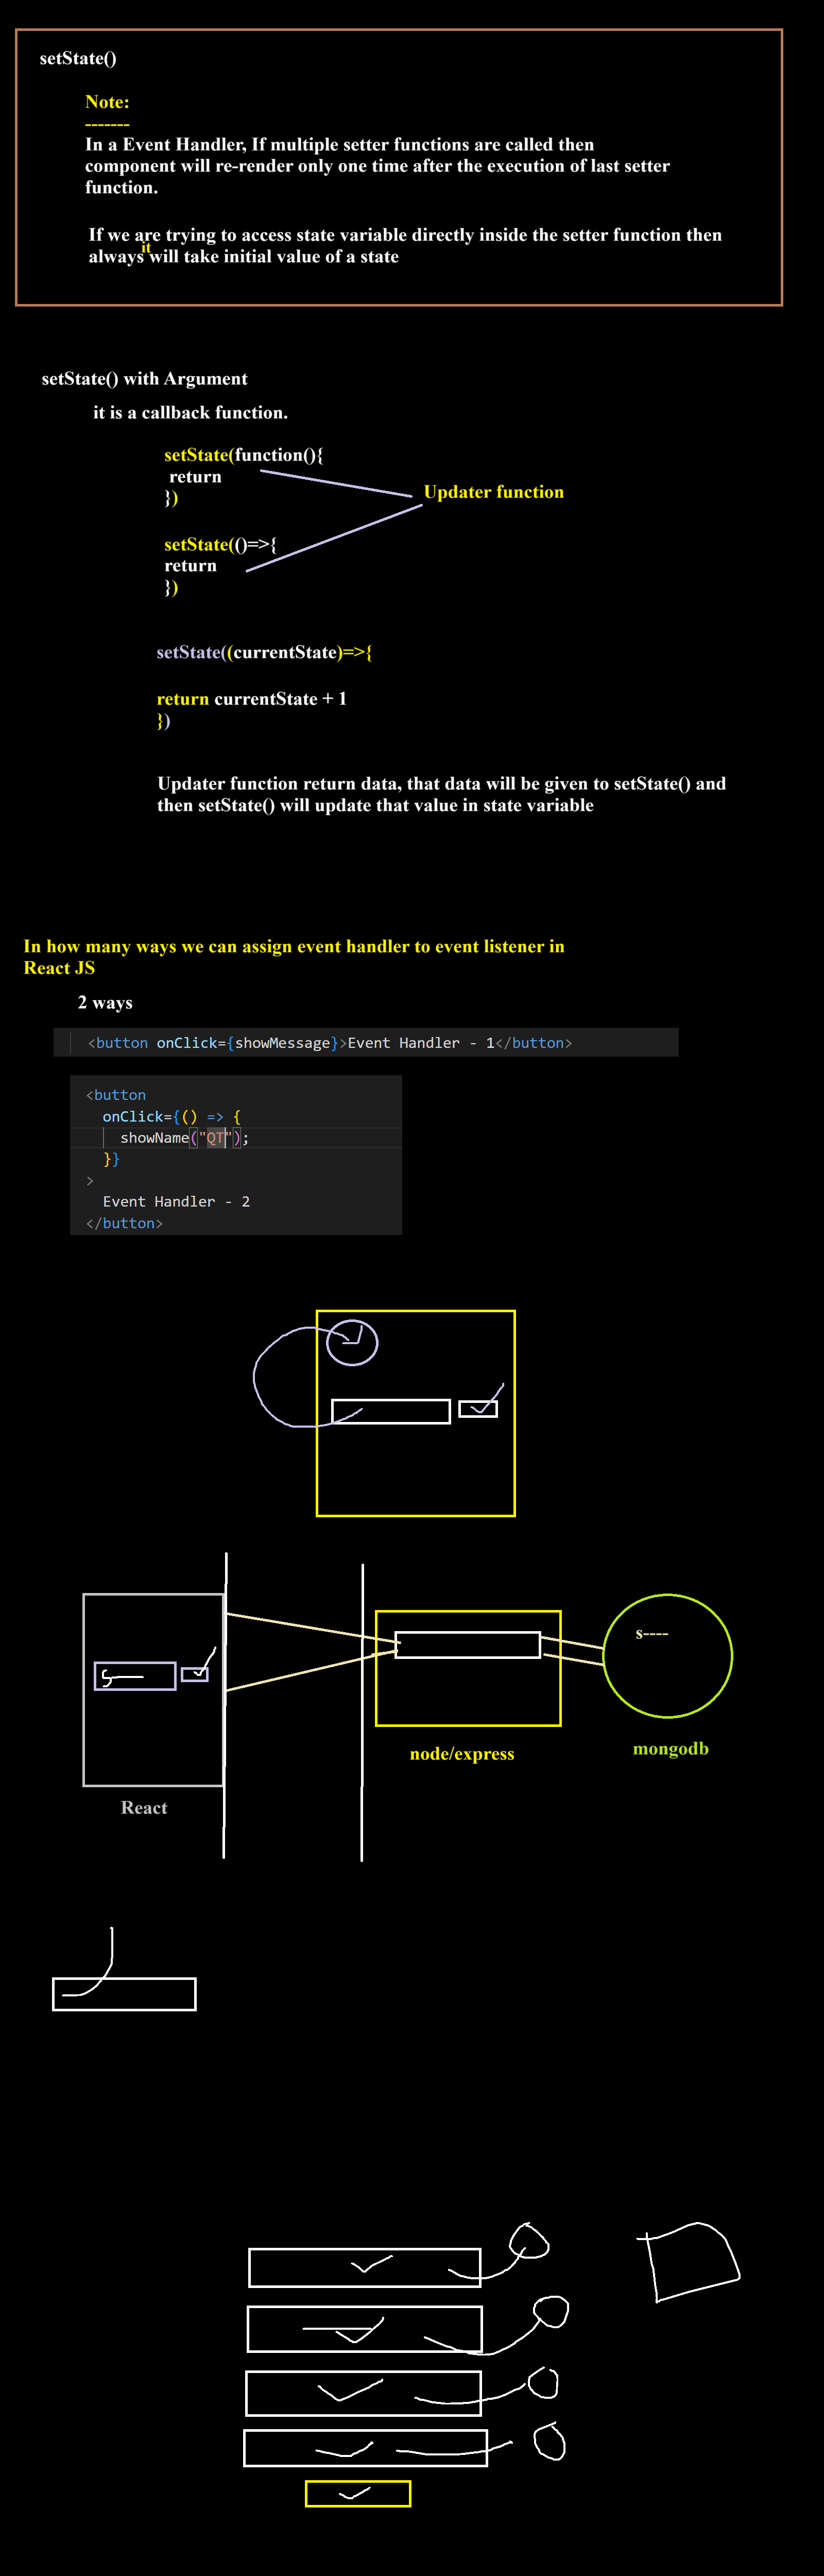 setState()
Note:
-------
In a Event Handler, If multiple setter functions are called then
component will re-render only one time after the execution of last setter
function.
If we are trying to access state variable directly inside the setter function then
always it will take initial value of a state
setState() with Argument
it is a callback function.
setState(function(){
return
})
Updater function
setState(()=>{
return
})
setState((currentState)=>{
return currentState + 1
})
Updater function return data, that data will be given to setState() and
then setState() will update that value in state variable
In how many ways we can assign event handler to event listener in
React JS
2 ways
<button onClick={showMessage}>Event Handler - 1</button>
<button
onClick={() => {
showName("QT");
}}
>
Event Handler - 2
</button>
s----
S
node/express
mongodb
React